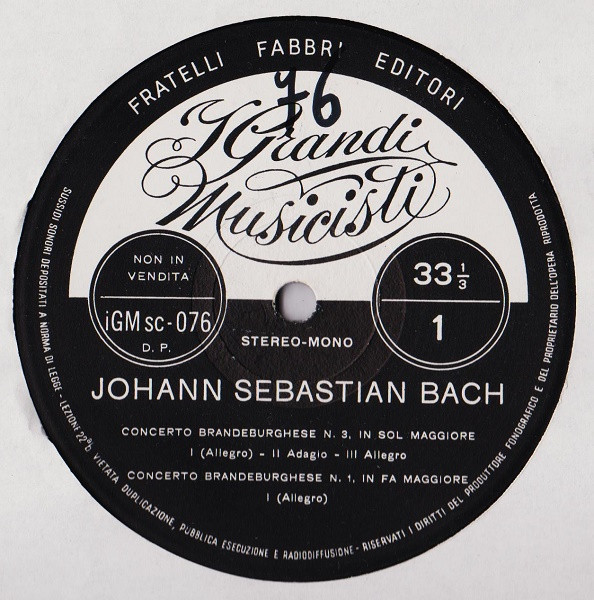 FRATELLI FABBRI EDITORI
76
I Grandi
Musicisti
NON IN
VENDITA
iGM sc-076
D. P.
33 1/3
1
STEREO-MONO
JOHANN SEBASTIAN BACH
CONCERTO BRANDEBURGHESE N. 3, IN SOL MAGGIORE
I (Allegro) - II Adagio - III Allegro
CONCERTO BRANDEBURGHESE N. 1, IN FA MAGGIORE
I (Allegro)
SUSSIDI SONORI DEPOSITATI A NORMA DI LEGGE - LEZIONE 22ª D VIETATA DUPLICAZIONE, PUBBLICA ESECUZIONE E RADIODIFFUSIONE - RISERVATI I DIRITTI DEL PRODUTTORE FONOGRAFICO E DEL PROPRIETARIO DELL'OPERA RIPRODOTTA